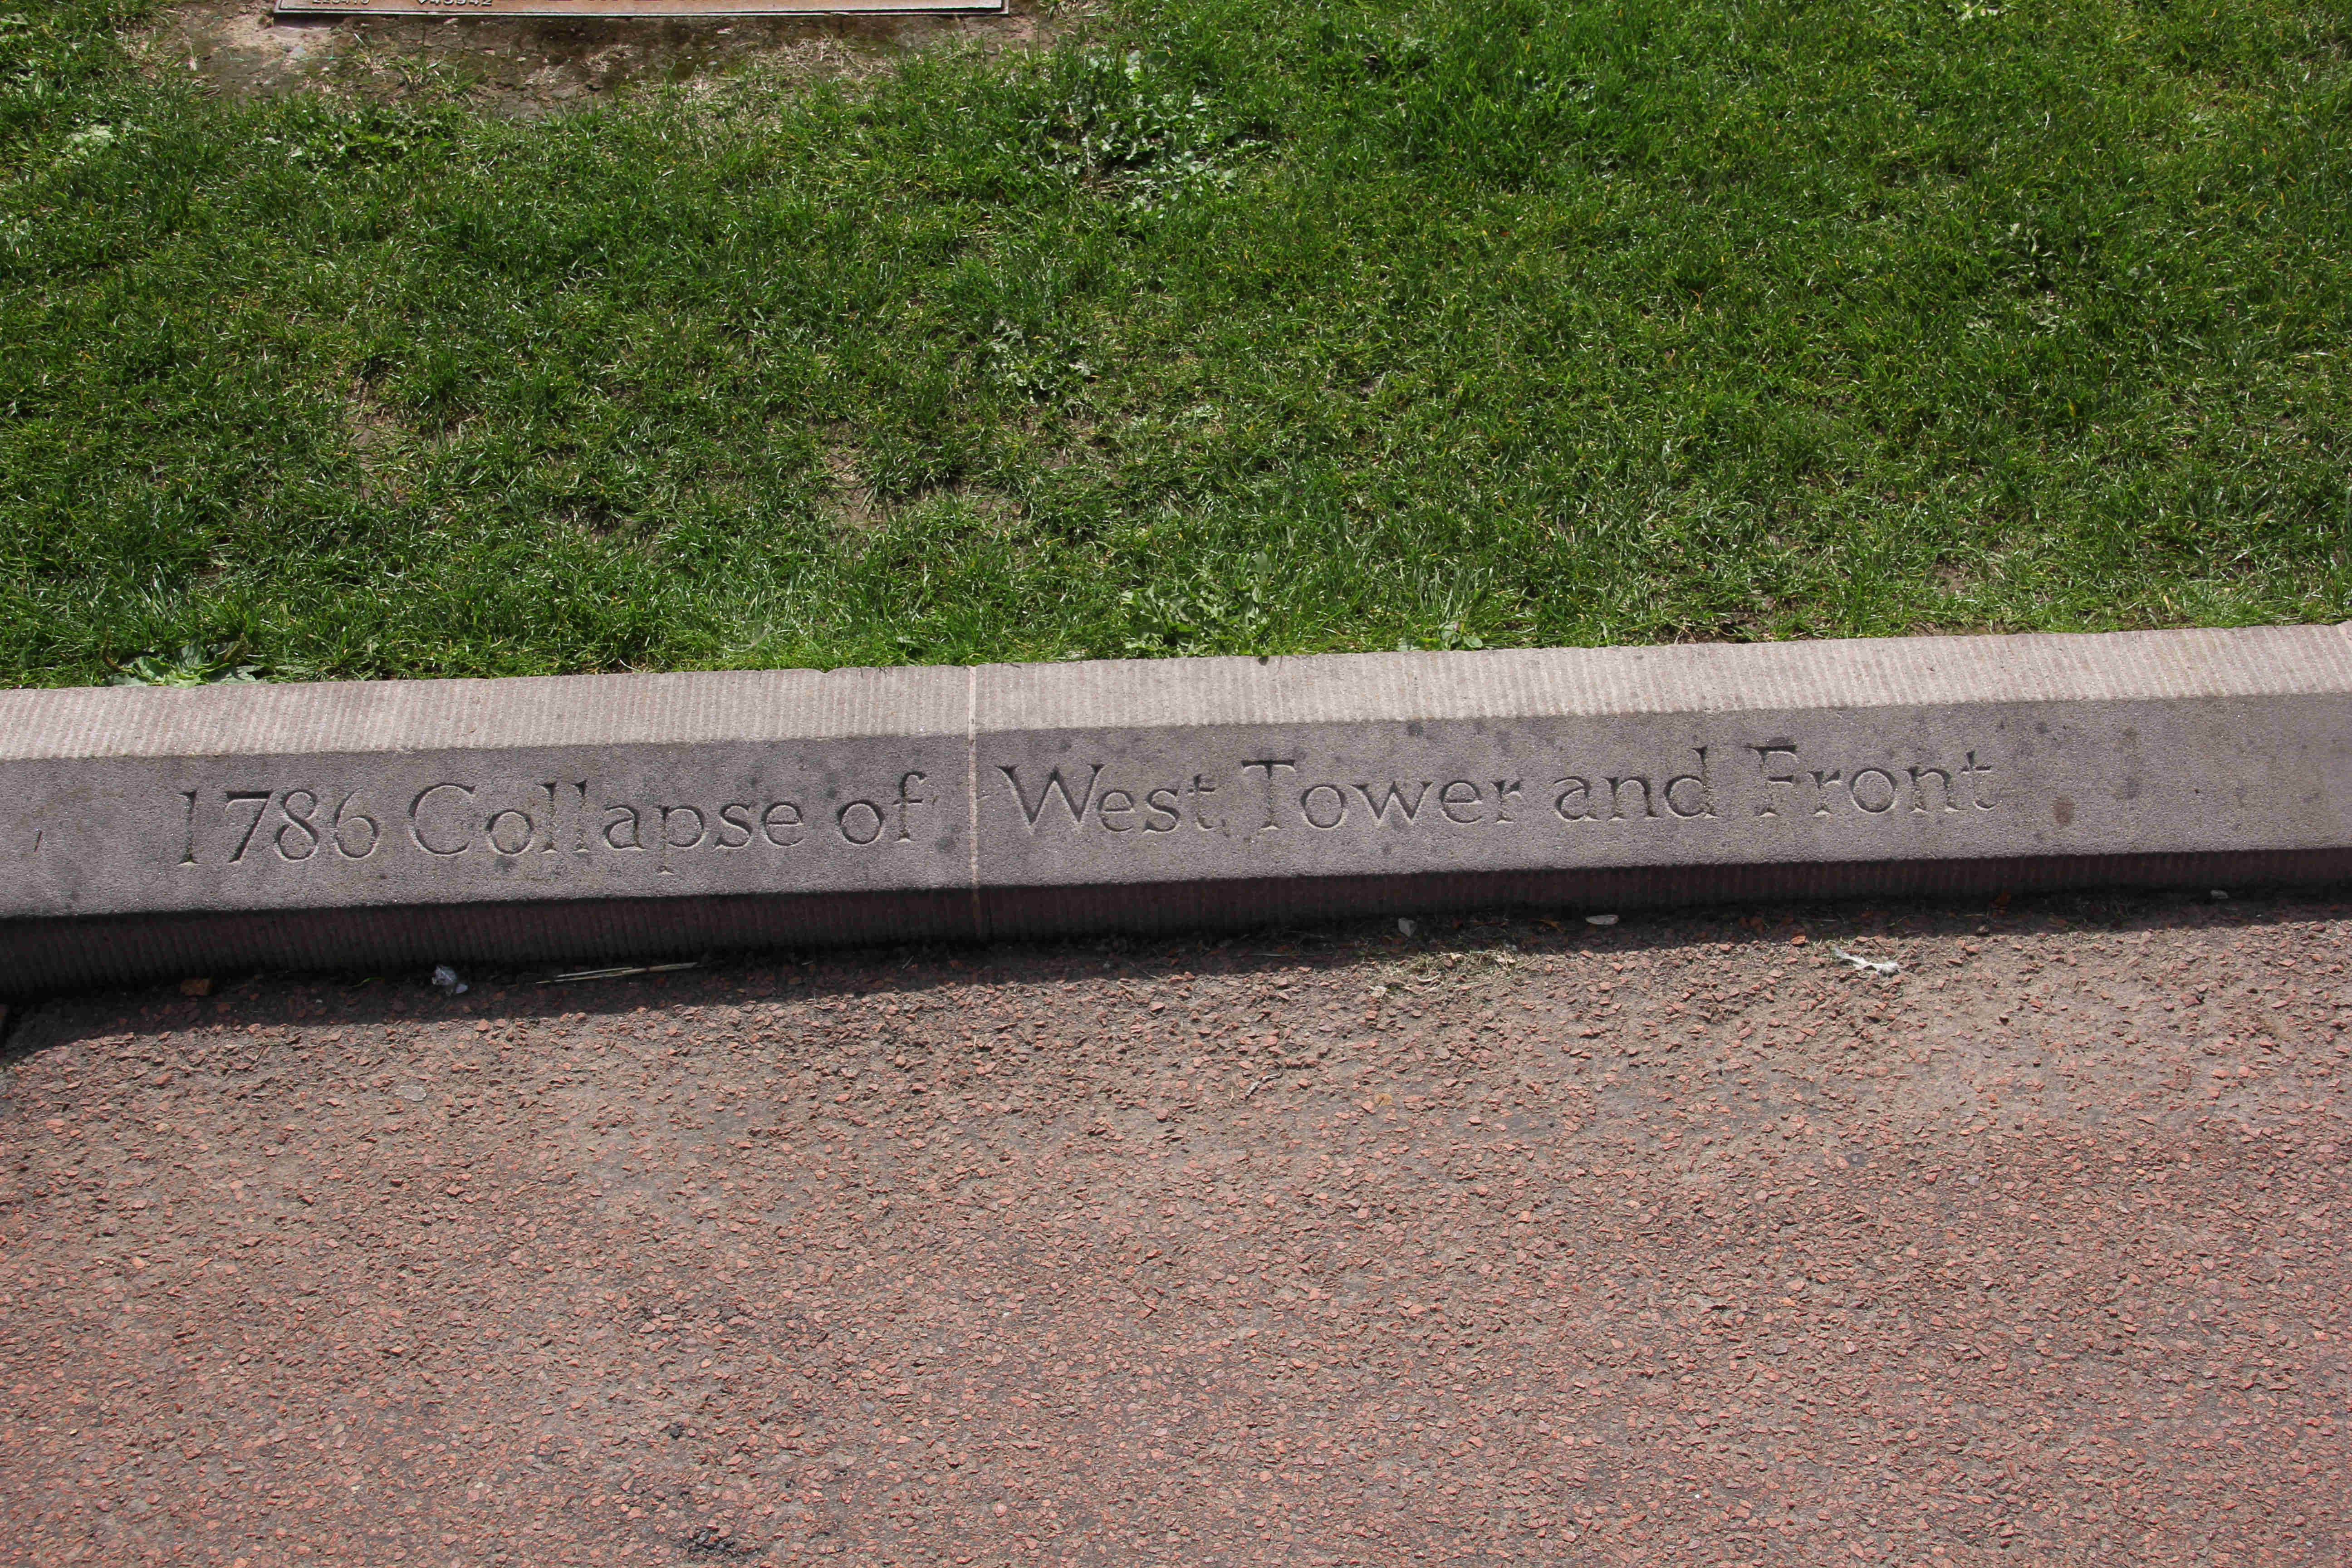 1786 Collapse of West Tower and Front